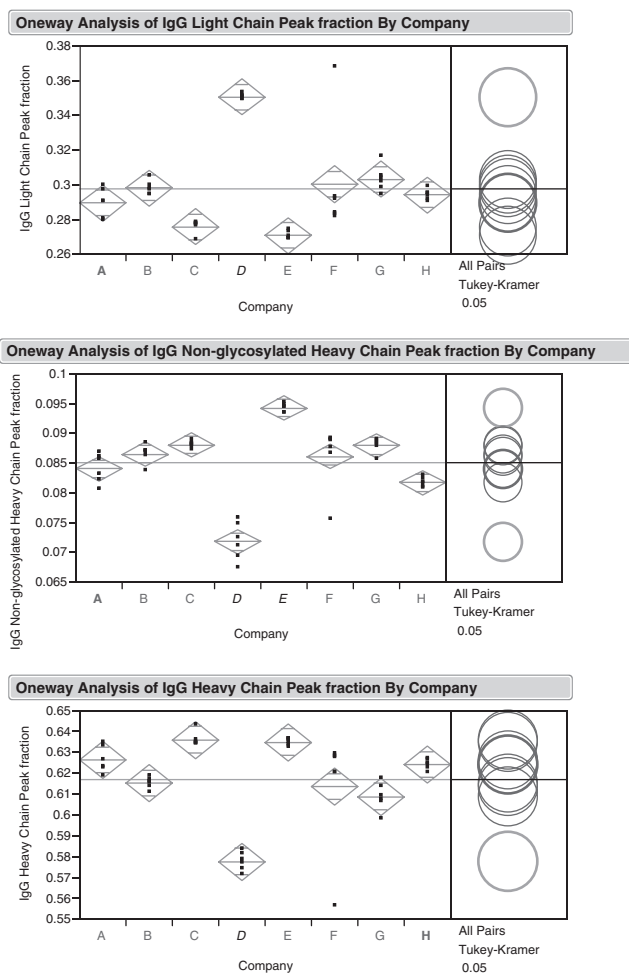 Oneway Analysis of IgG Light Chain Peak fraction By Company
IgG Light Chain Peak fraction
0.38
0.36
0.34
0.32
0.3
0.28
0.26
A B C D E F G H
Company
All Pairs
Tukey-Kramer
0.05
Oneway Analysis of IgG Non-glycosylated Heavy Chain Peak fraction By Company
IgG Non-glycosylated Heavy Chain Peak fraction
0.1
0.095
0.09
0.085
0.08
0.075
0.07
0.065
A B C D E F G H
Company
All Pairs
Tukey-Kramer
0.05
Oneway Analysis of IgG Heavy Chain Peak fraction By Company
IgG Heavy Chain Peak fraction
0.65
0.64
0.63
0.62
0.61
0.6
0.59
0.58
0.57
0.56
0.55
A B C D E F G H
Company
All Pairs
Tukey-Kramer
0.05